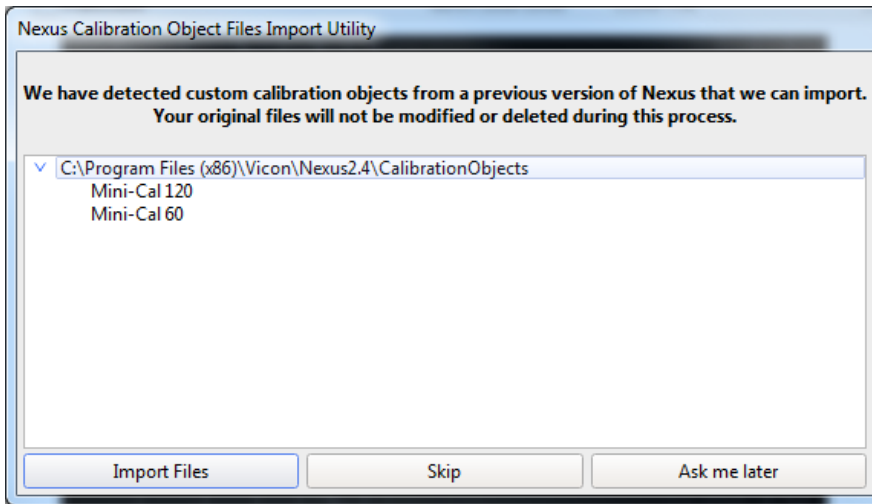 Nexus Calibration Object Files Import Utility
We have detected custom calibration objects from a previous version of Nexus that we can import.
Your original files will not be modified or deleted during this process.
C:\Program Files (x86)\Vicon\Nexus2.4\CalibrationObjects
Mini-Cal 120
Mini-Cal 60
Import Files Skip Ask me later